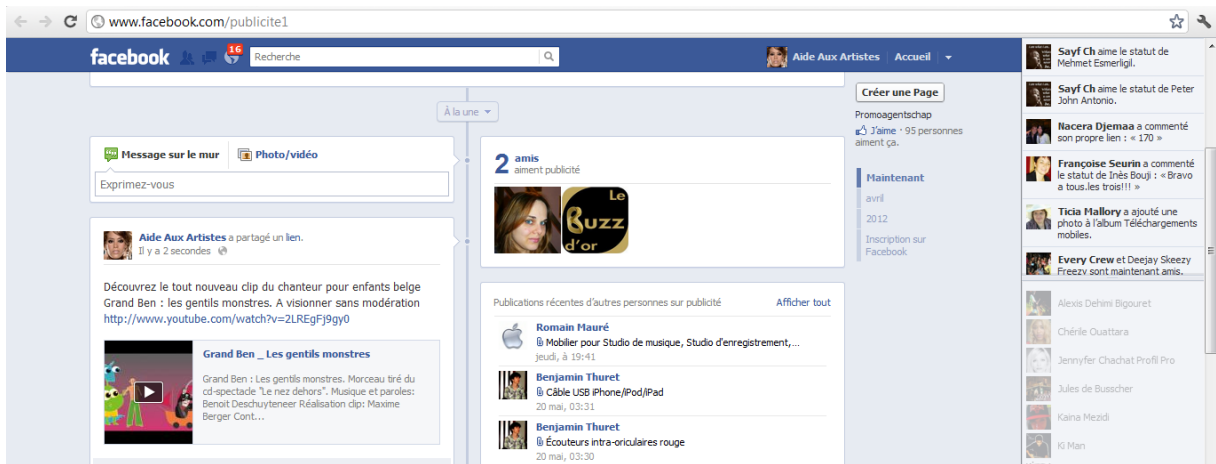 www.facebook.com/publicite1
facebook
16
Recherche
Aide Aux Artistes
Accueil
À la une
Message sur le mur
Photo/vidéo
Exprimez-vous
Aide Aux Artistes a partagé un lien.
Il y a 2 secondes
Découvrez le tout nouveau clip du chanteur pour enfants belge
Grand Ben : les gentils monstres. A visionner sans modération
http://www.youtube.com/watch?v=2LREgFj9gy0
Grand Ben _ Les gentils monstres
Grand Ben : Les gentils monstres. Morceau tiré du
cd-spectacle "Le nez dehors". Musique et paroles:
Benoit Deschuyteneer Réalisation clip: Maxime
Berger Cont...
2 amis
aiment publicité
Le
Buzz
d'or
Publications récentes d'autres personnes sur publicité
Afficher tout
Romain Mauré
Mobilier pour Studio de musique, Studio d'enregistrement,...
jeudi, à 19:41
Benjamin Thuret
Câble USB iPhone/iPod/iPad
20 mai, 03:31
Benjamin Thuret
Écouteurs intra-oriculaires rouge
20 mai, 03:30
Créer une Page
Promoagentschap
J'aime · 95 personnes
aiment ça.
Maintenant
avril
2012
Inscription sur
Facebook
Sayf Ch aime le statut de
Mehmet Esmerligil.
Sayf Ch aime le statut de Peter
John Antonio.
Nacera Djemaa a commenté
son propre lien : « 170 »
Françoise Seurin a commenté
le statut de Inès Bouji : « Bravo
a tous.les trois!!! »
Ticia Mallory a ajouté une
photo à l'album Téléchargements
mobiles.
Every Crew et Deejay Skeezy
Freezy sont maintenant amis.
Alexis Dehimi Bigouret
Chérile Ouattara
Jennyfer Chachat Profil Pro
Jules de Busscher
Kaina Mezidi
Ki Man